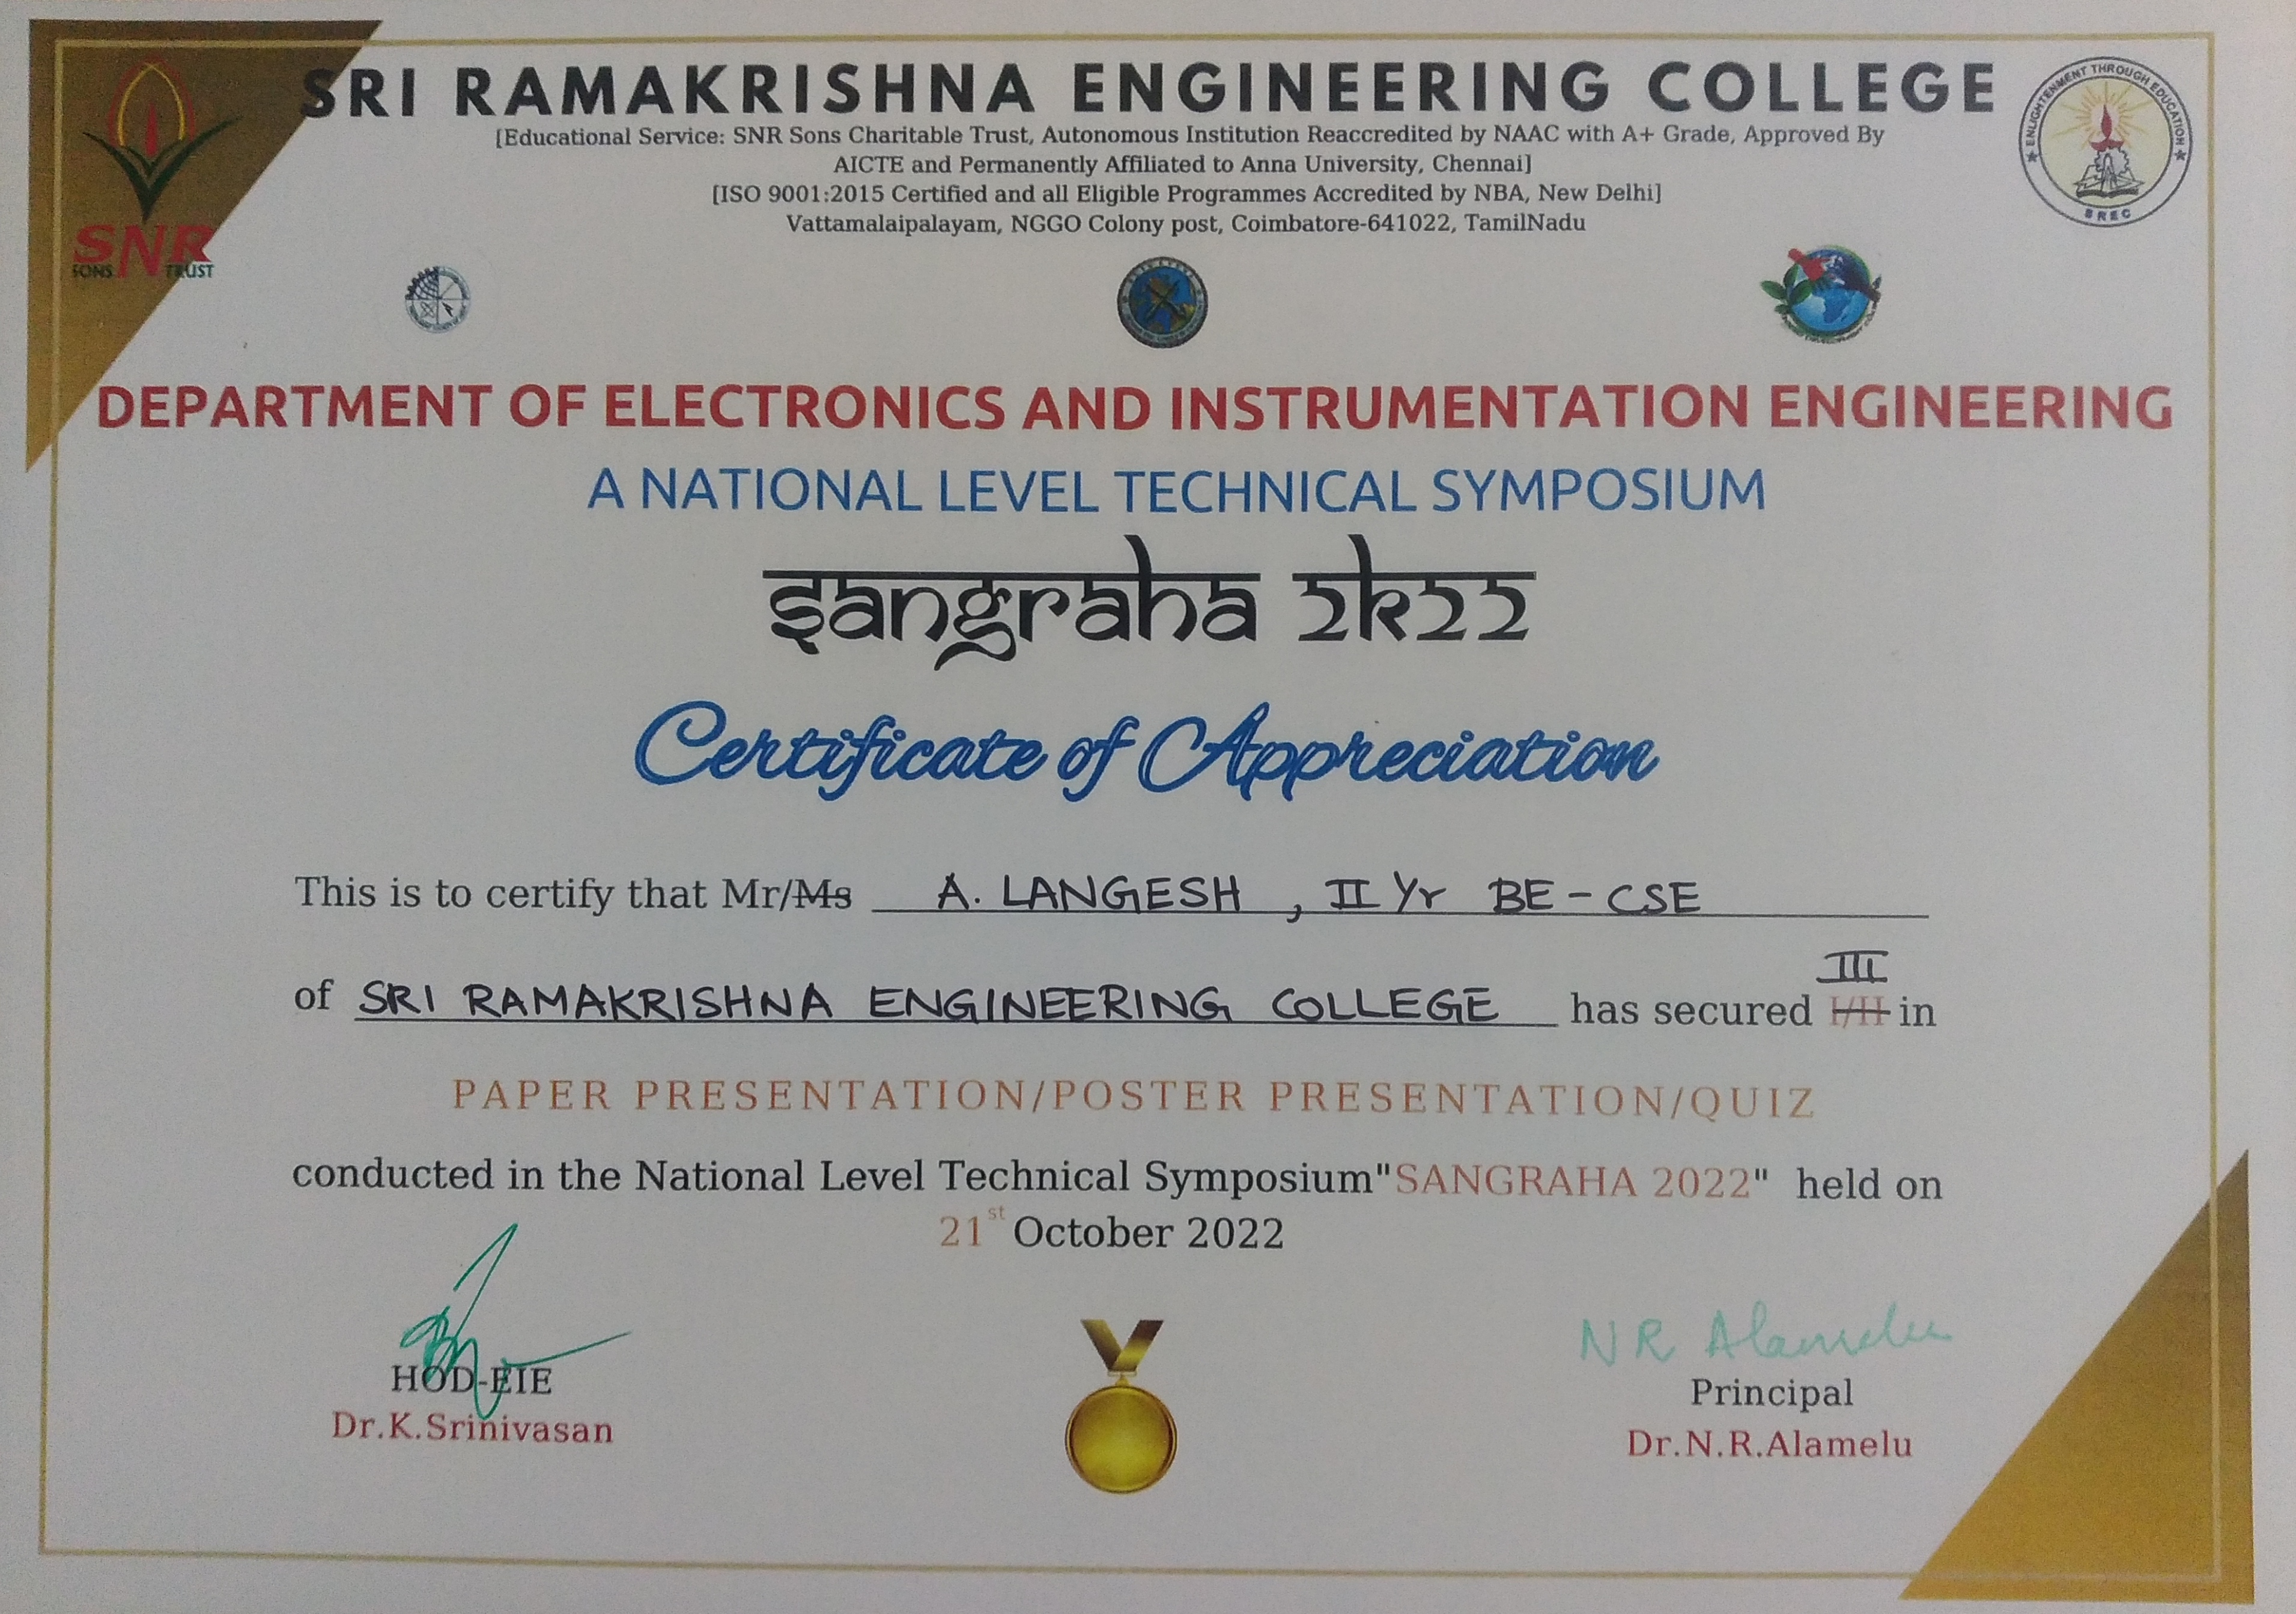 SRI RAMAKRISHNA ENGINEERING COLLEGE
[Educational Service: SNR Sons Charitable Trust, Autonomous Institution Reaccredited by NAAC with A+ Grade, Approved By
AICTE and Permanently Affiliated to Anna University, Chennai]
[ISO 9001:2015 Certified and all Eligible Programmes Accredited by NBA, New Delhi]
Vattamalaipalayam, NGGO Colony post, Coimbatore-641022, TamilNadu
SNR
SONS TRUST
ENLIGHTENMENT THROUGH EDUCATION
SREC
DEPARTMENT OF ELECTRONICS AND INSTRUMENTATION ENGINEERING
A NATIONAL LEVEL TECHNICAL SYMPOSIUM
sangraha 2k22
Certificate of Appreciation
This is to certify that Mr/Ms A. LANGESH , II Yr BE - CSE
III
of SRI RAMAKRISHNA ENGINEERING COLLEGE has secured I/II in
PAPER PRESENTATION/POSTER PRESENTATION/QUIZ
conducted in the National Level Technical Symposium"SANGRAHA 2022" held on
21st October 2022
NR Alamelu
HOD-EIE
Principal
Dr.K.Srinivasan
Dr.N.R.Alamelu